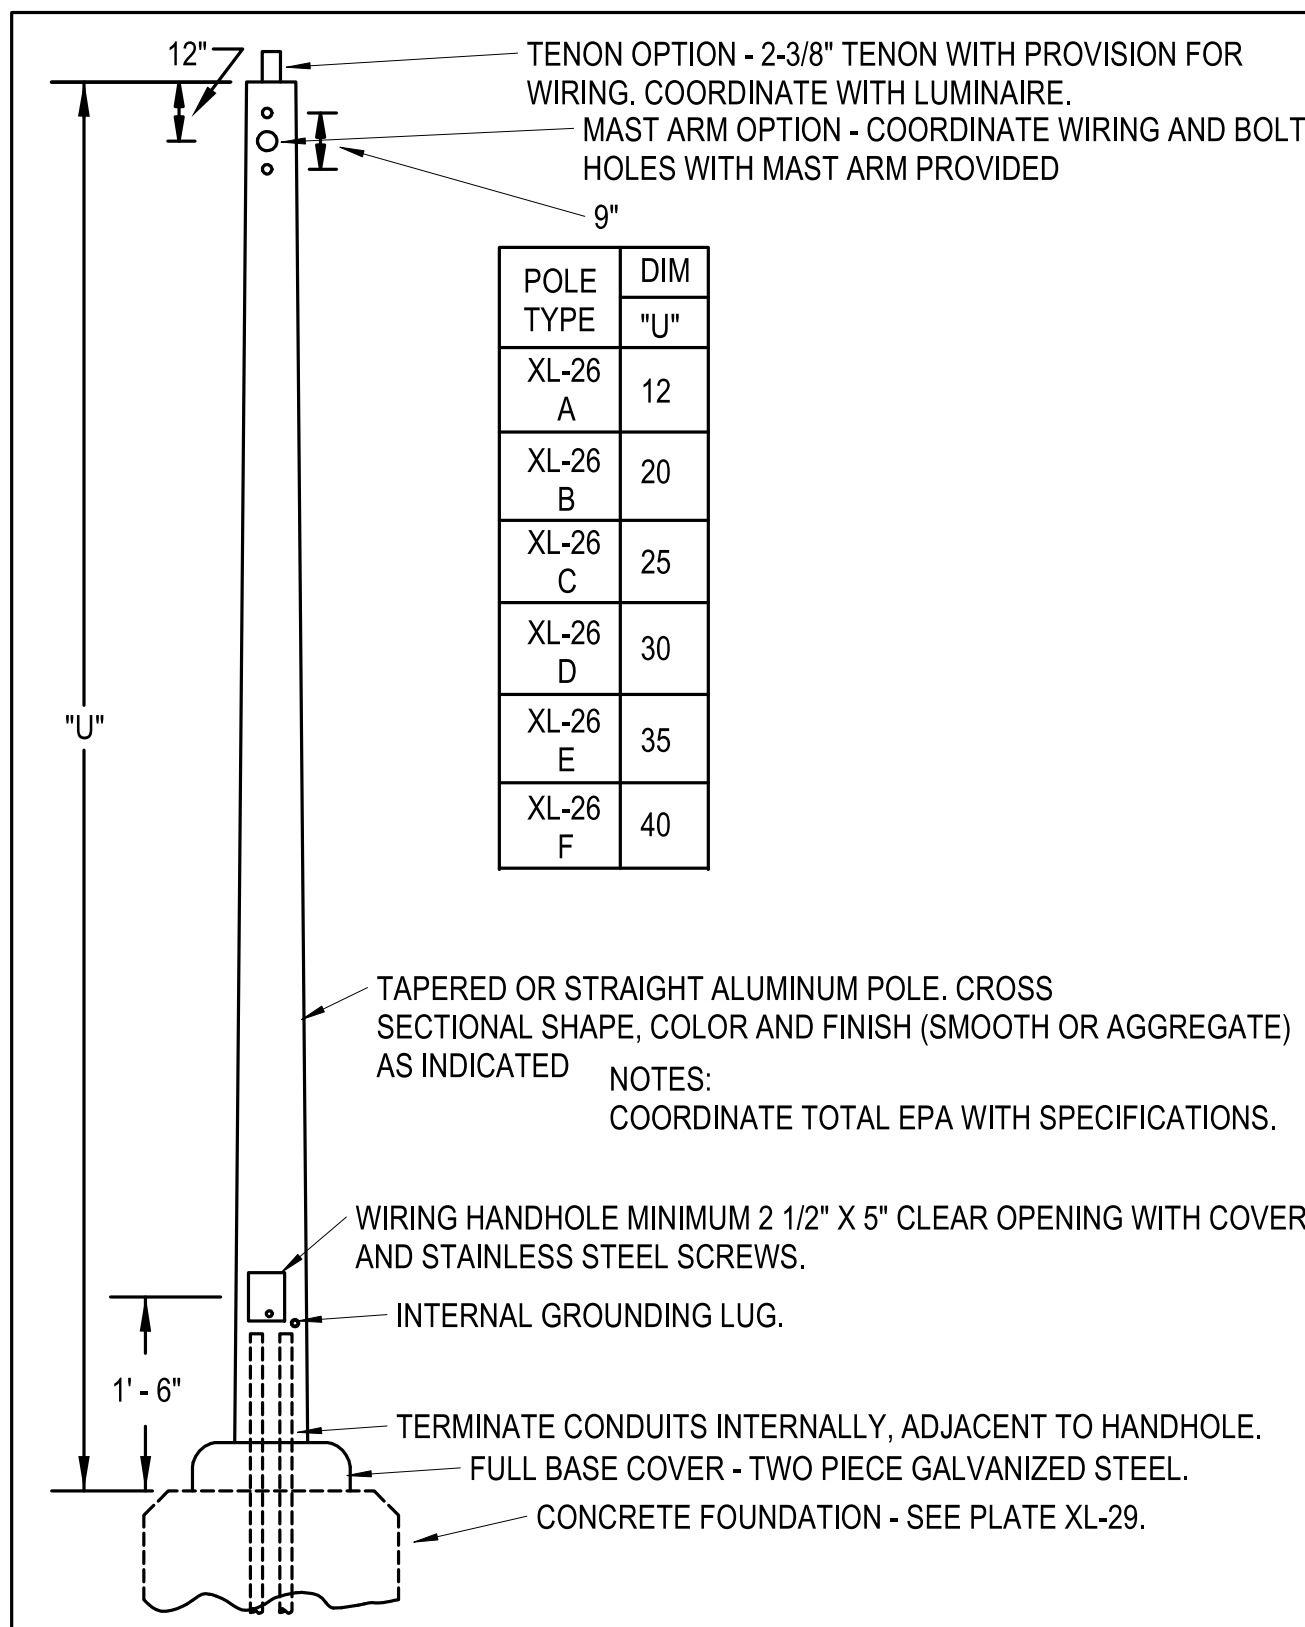 12"
TENON OPTION - 2-3/8" TENON WITH PROVISION FOR
WIRING. COORDINATE WITH LUMINAIRE.
MAST ARM OPTION - COORDINATE WIRING AND BOLT
HOLES WITH MAST ARM PROVIDED
9"
POLE
TYPE
DIM
"U"
XL-26
A
12
XL-26
B
20
XL-26
C
25
XL-26
D
30
XL-26
E
35
XL-26
F
40
"U"
TAPERED OR STRAIGHT ALUMINUM POLE. CROSS
SECTIONAL SHAPE, COLOR AND FINISH (SMOOTH OR AGGREGATE)
AS INDICATED
NOTES:
COORDINATE TOTAL EPA WITH SPECIFICATIONS.
WIRING HANDHOLE MINIMUM 2 1/2" X 5" CLEAR OPENING WITH COVER
AND STAINLESS STEEL SCREWS.
INTERNAL GROUNDING LUG.
1' - 6"
TERMINATE CONDUITS INTERNALLY, ADJACENT TO HANDHOLE.
FULL BASE COVER - TWO PIECE GALVANIZED STEEL.
CONCRETE FOUNDATION - SEE PLATE XL-29.